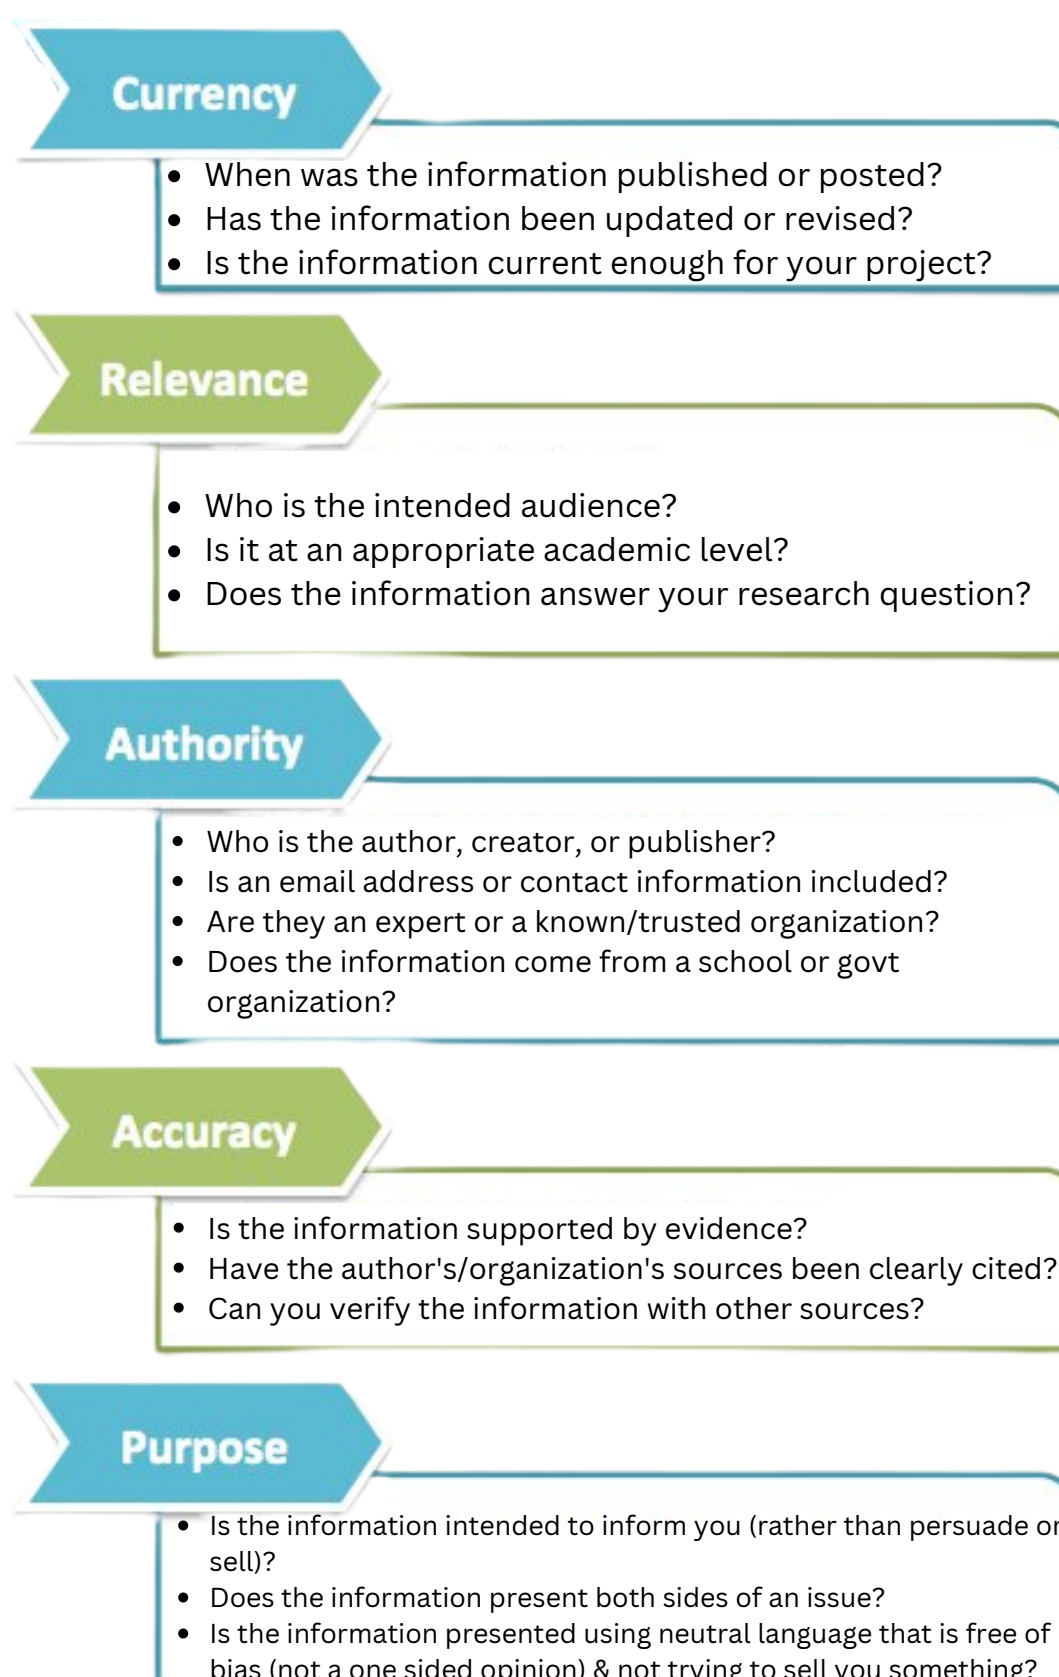 Currency
• When was the information published or posted?
• Has the information been updated or revised?
• Is the information current enough for your project?
Relevance
• Who is the intended audience?
• Is it at an appropriate academic level?
• Does the information answer your research question?
Authority
• Who is the author, creator, or publisher?
• Is an email address or contact information included?
• Are they an expert or a known/trusted organization?
• Does the information come from a school or govt
organization?
Accuracy
• Is the information supported by evidence?
• Have the author's/organization's sources been clearly cited?
• Can you verify the information with other sources?
Purpose
• Is the information intended to inform you (rather than persuade or
sell)?
• Does the information present both sides of an issue?
• Is the information presented using neutral language that is free of
bias (not a one sided opinion) & not trying to sell you something?